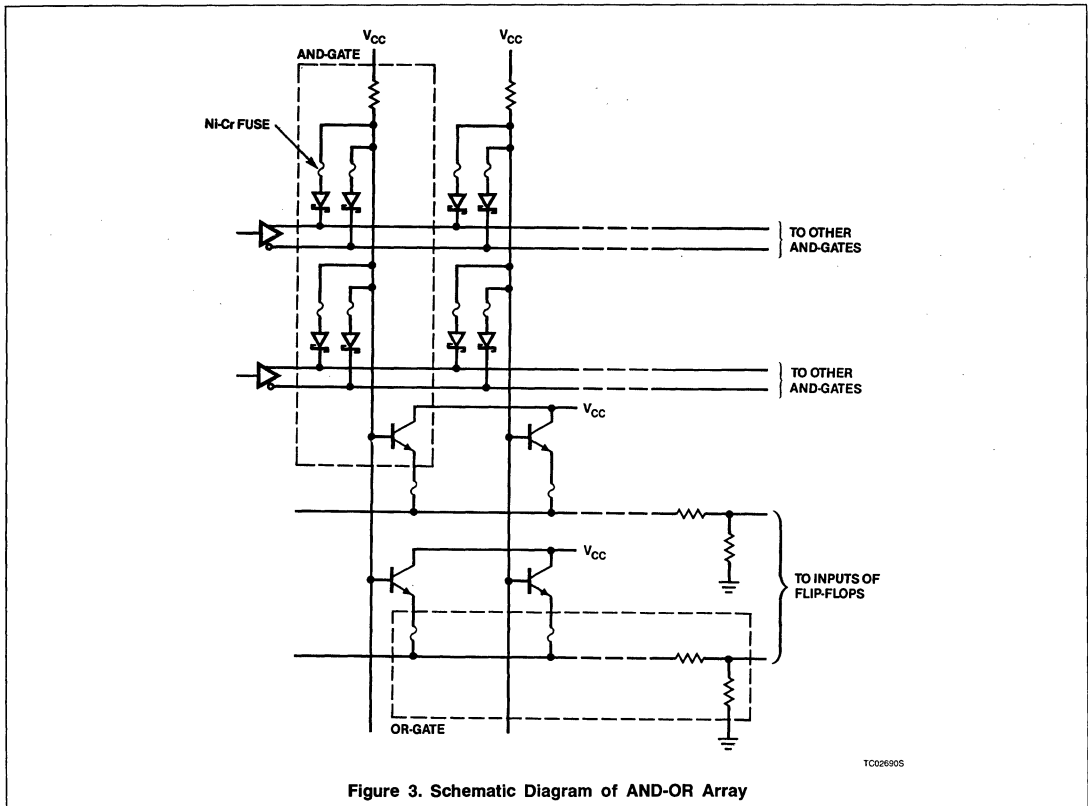 VCC VCC
AND-GATE
Ni-Cr FUSE
TO OTHER
AND-GATES
TO OTHER
AND-GATES
VCC
VCC
TO INPUTS OF
FLIP-FLOPS
OR-GATE
TC02690S
Figure 3. Schematic Diagram of AND-OR Array